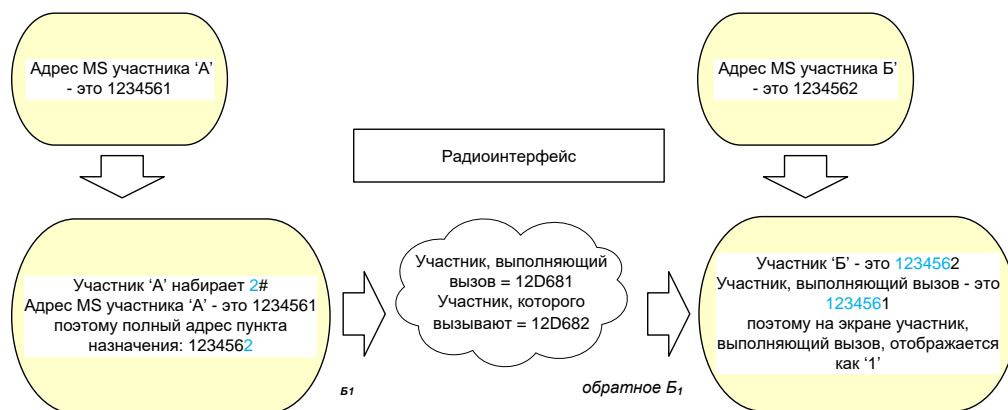 Адрес MS участника ‘А’
- это 1234561
Адрес MS участника Б’
- это 1234562
Радиоинтерфейс
Участник ‘А’ набирает 2#
Адрес MS участника ‘А’ - это 1234561
поэтому полный адрес пункта
назначения: 1234562
Участник, выполняющий
вызов = 12D681
Участник, которого
вызывают = 12D682
Участник ‘Б’ - это 1234562
Участник, выполняющий вызов - это
1234561
поэтому на экране участник,
выполняющий вызов, отображается
как ‘1’
Б1
обратное Б1